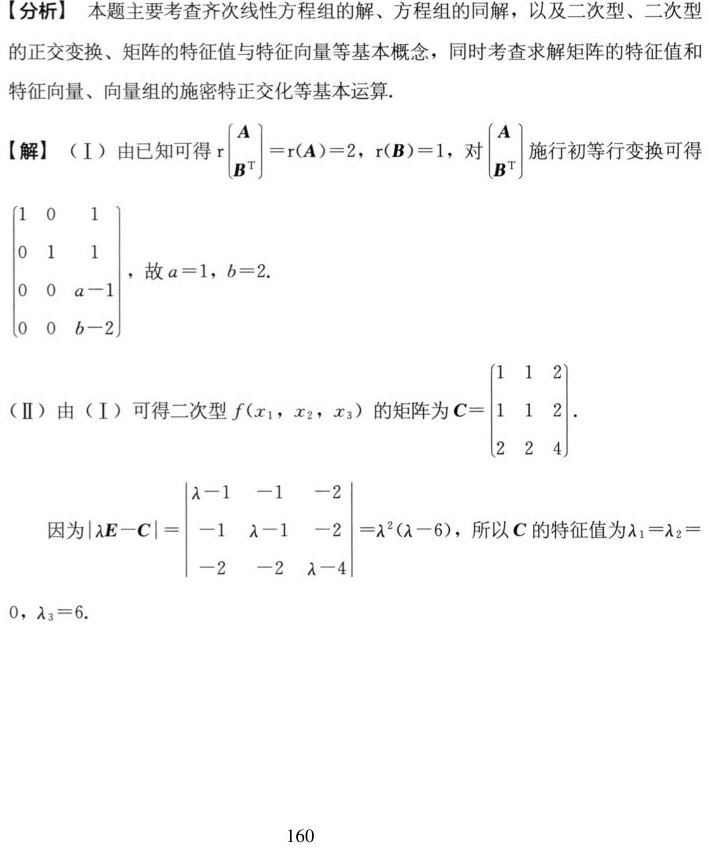 【分析】 本题主要考查齐次线性方程组的解、方程组的同解，以及二次型、二次型
的正交变换、矩阵的特征值与特征向量等基本概念，同时考查求解矩阵的特征值和
特征向量、向量组的施密特正交化等基本运算.
【解】（Ⅰ）由已知可得 r(A Bᵀ)=r(A)=2，r(B)=1，对(A Bᵀ)施行初等行变换可得
1 0 1
0 1 1
0 0 a−1
0 0 b−2
，故 a=1，b=2.
（Ⅱ）由（Ⅰ）可得二次型 f(x₁，x₂，x₃) 的矩阵为 C=
1 1 2
1 1 2
2 2 4
.
因为|λE−C|=
λ−1 −1 −2
−1 λ−1 −2
−2 −2 λ−4
=λ²(λ−6)，所以 C 的特征值为λ₁=λ₂=
0，λ₃=6.
160